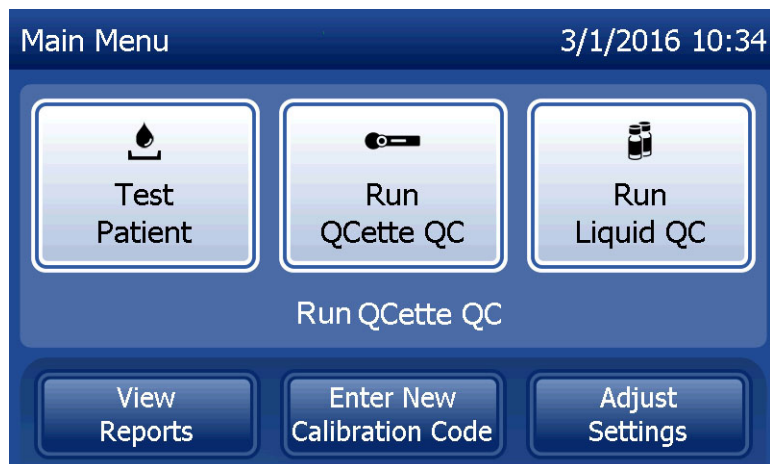 Main Menu 3/1/2016 10:34
Test
Patient
Run
QCette QC
Run
Liquid QC
Run QCette QC
View
Reports
Enter New
Calibration Code
Adjust
Settings